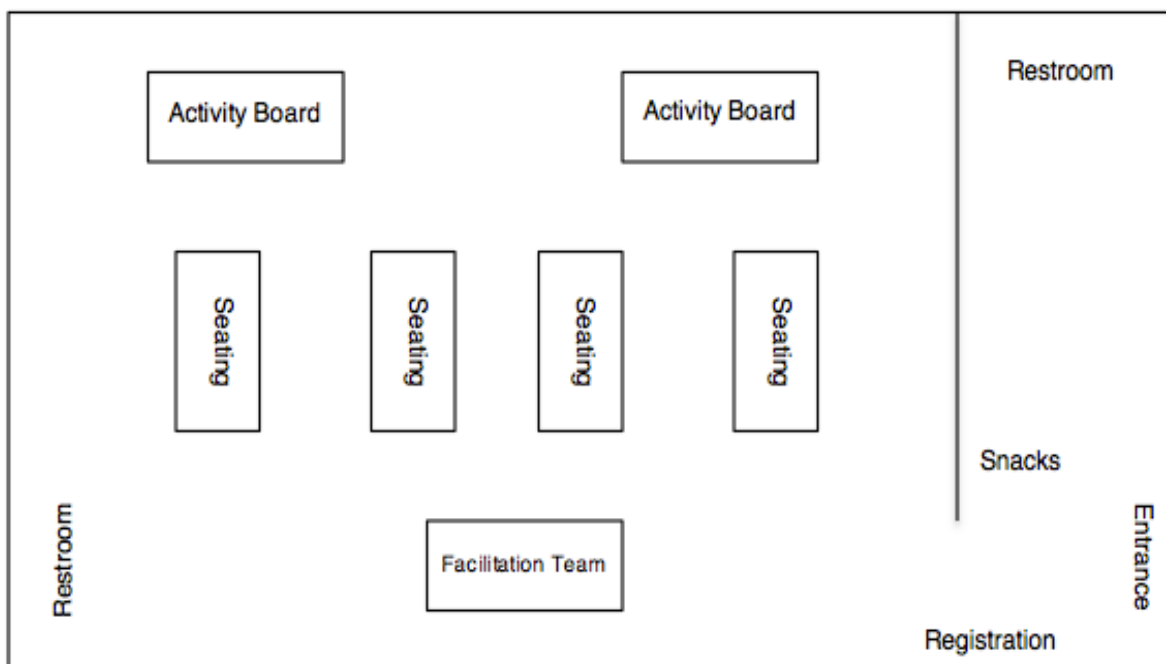 Restroom
Activity Board
Activity Board
Seating
Seating
Seating
Seating
Snacks
Restroom
Entrance
Facilitation Team
Registration